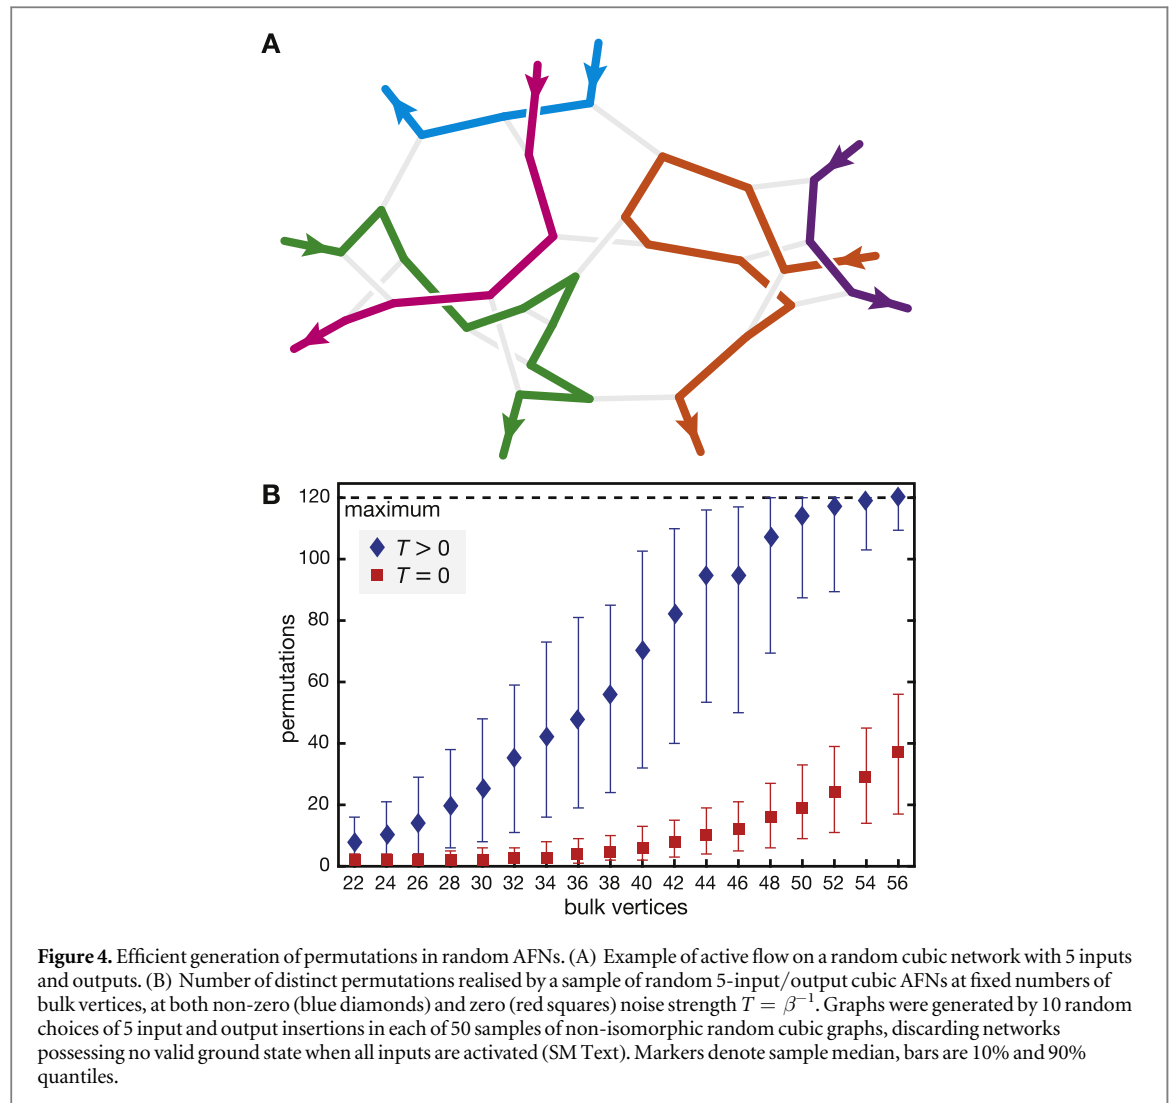 A
B
120
maximum
T > 0
T = 0
100
80
60
40
20
0
permutations
22 24 26 28 30 32 34 36 38 40 42 44 46 48 50 52 54 56
bulk vertices
Figure 4. Efficient generation of permutations in random AFNs. (A) Example of active flow on a random cubic network with 5 inputs
and outputs. (B) Number of distinct permutations realised by a sample of random 5-input/output cubic AFNs at fixed numbers of
bulk vertices, at both non-zero (blue diamonds) and zero (red squares) noise strength T = β⁻¹. Graphs were generated by 10 random
choices of 5 input and output insertions in each of 50 samples of non-isomorphic random cubic graphs, discarding networks
possessing no valid ground state when all inputs are activated (SM Text). Markers denote sample median, bars are 10% and 90%
quantiles.